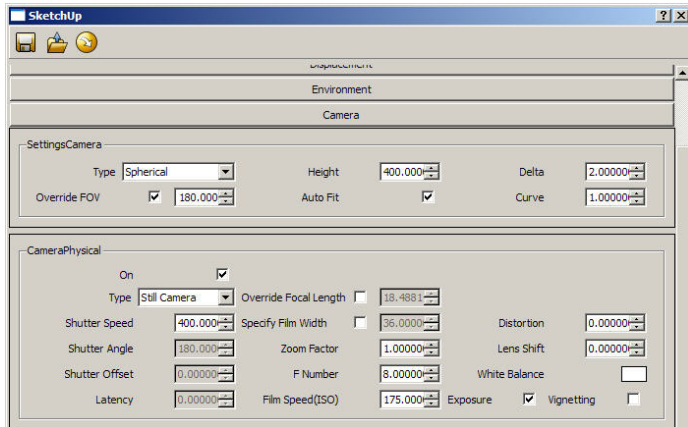 SketchUp
Displacement
Environment
Camera
SettingsCamera
Type Spherical Height 400.000 Delta 2.00000
Override FOV 180.000 Auto Fit Curve 1.00000
CameraPhysical
On
Type Still Camera Override Focal Length 18.4881
Shutter Speed 400.000 Specify Film Width 36.0000 Distortion 0.00000
Shutter Angle 180.000 Zoom Factor 1.00000 Lens Shift 0.00000
Shutter Offset 0.00000 F Number 8.00000 White Balance
Latency 0.00000 Film Speed(ISO) 175.000 Exposure Vignetting